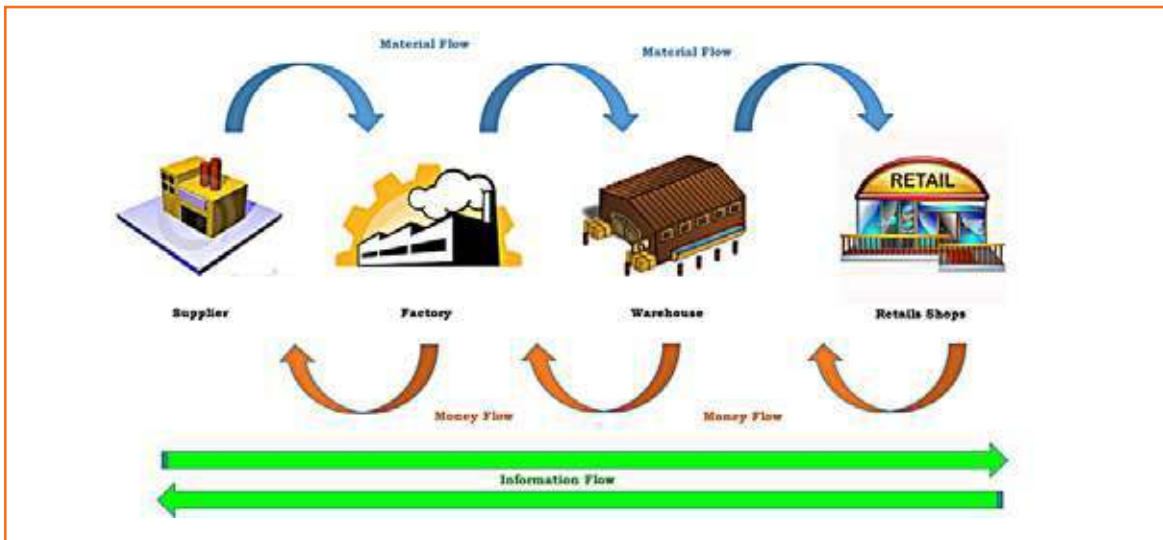 Material Flow
Material Flow
RETAIL
Supplier
Factory
Warehouse
Retails Shops
Money Flow
Money Flow
Information Flow